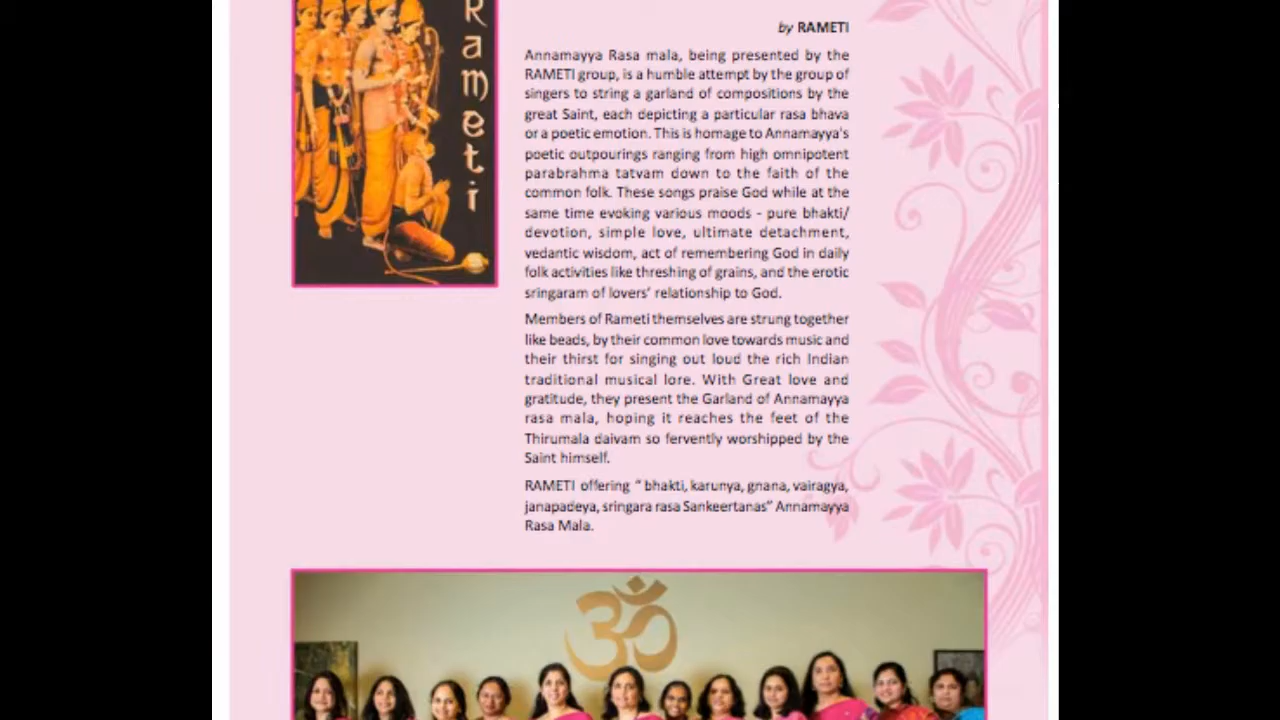 Rameti
by RAMETI
Annamayya Rasa mala, being presented by the
RAMETI group, is a humble attempt by the group of
singers to string a garland of compositions by the
great Saint, each depicting a particular rasa bhava
or a poetic emotion. This is homage to Annamayya's
poetic outpourings ranging from high omnipotent
parabrahma tatvam down to the faith of the
common folk. These songs praise God while at the
same time evoking various moods - pure bhakti/
devotion, simple love, ultimate detachment,
vedantic wisdom, act of remembering God in daily
folk activities like threshing of grains, and the erotic
sringaram of lovers' relationship to God.
Members of Rameti themselves are strung together
like beads, by their common love towards music and
their thirst for singing out loud the rich Indian
traditional musical lore. With Great love and
gratitude, they present the Garland of Annamayya
rasa mala, hoping it reaches the feet of the
Thirumala daivam so fervently worshipped by the
Saint himself.
RAMETI offering " bhakti, karunya, gnana, vairagya,
janapadeya, sringara rasa Sankeertanas" Annamayya
Rasa Mala.
ॐ